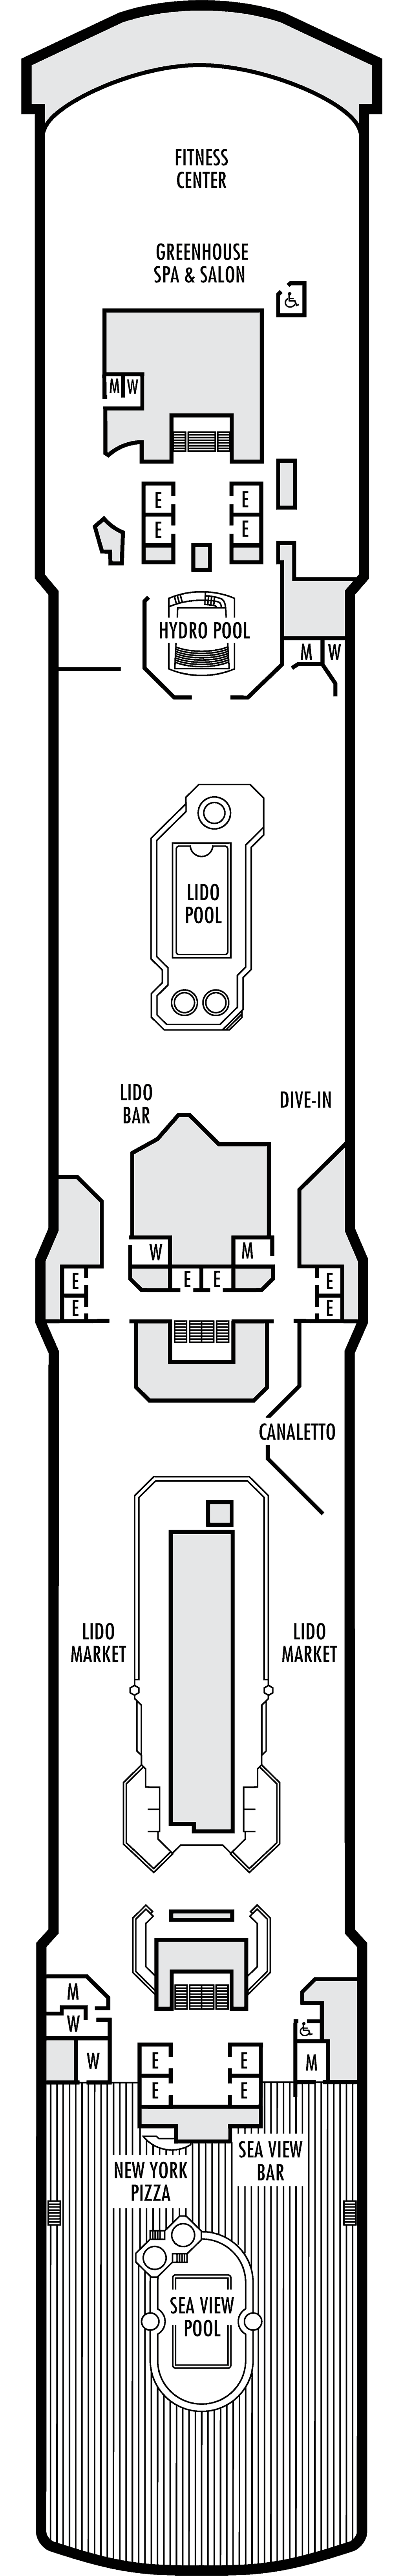 FITNESS
CENTER
GREENHOUSE
SPA & SALON
M W
E E
E E
HYDRO POOL
M W
LIDO
POOL
LIDO
BAR
DIVE-IN
W M
E E E E
E E
CANALETTO
LIDO
MARKET
LIDO
MARKET
M
W
W M
E E
E E
NEW YORK
PIZZA
SEA VIEW
BAR
SEA VIEW
POOL